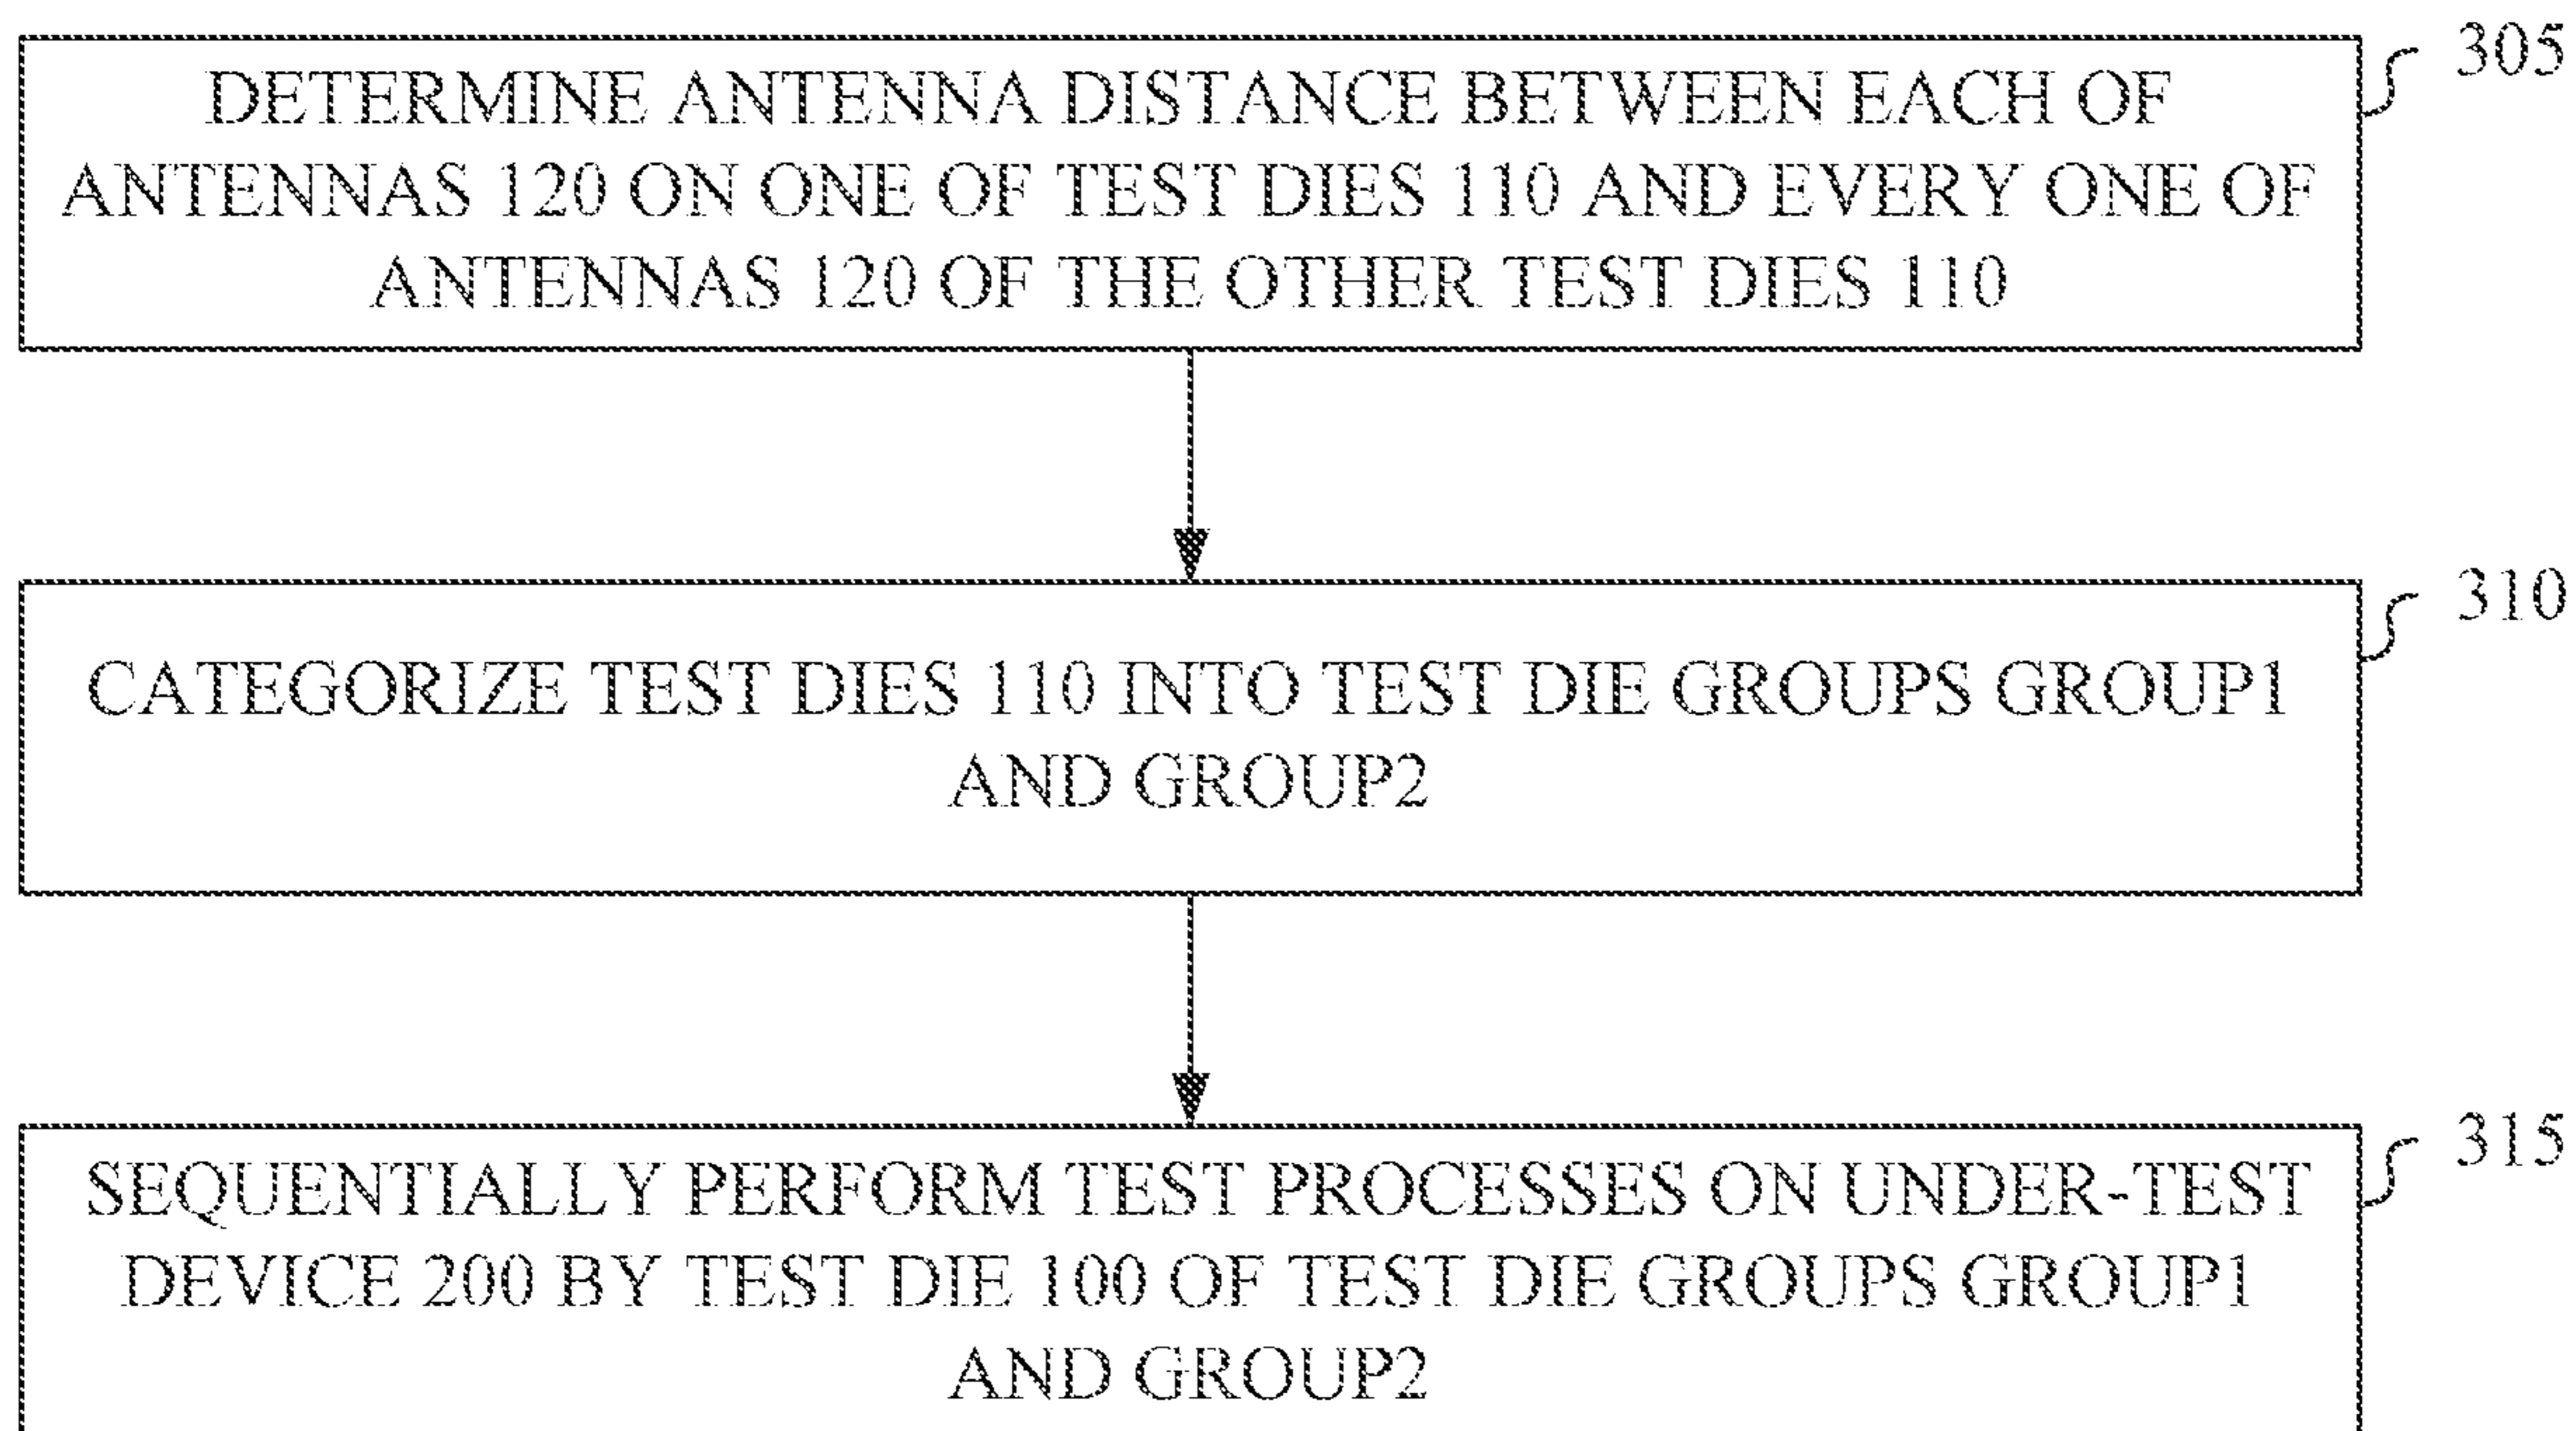 305
DETERMINE ANTENNA DISTANCE BETWEEN EACH OF
ANTENNAS 120 ON ONE OF TEST DIES 110 AND EVERY ONE OF
ANTENNAS 120 OF THE OTHER TEST DIES 110
310
CATEGORIZE TEST DIES 110 INTO TEST DIE GROUPS GROUP1
AND GROUP2
315
SEQUENTIALLY PERFORM TEST PROCESSES ON UNDER-TEST
DEVICE 200 BY TEST DIE 100 OF TEST DIE GROUPS GROUP1
AND GROUP2